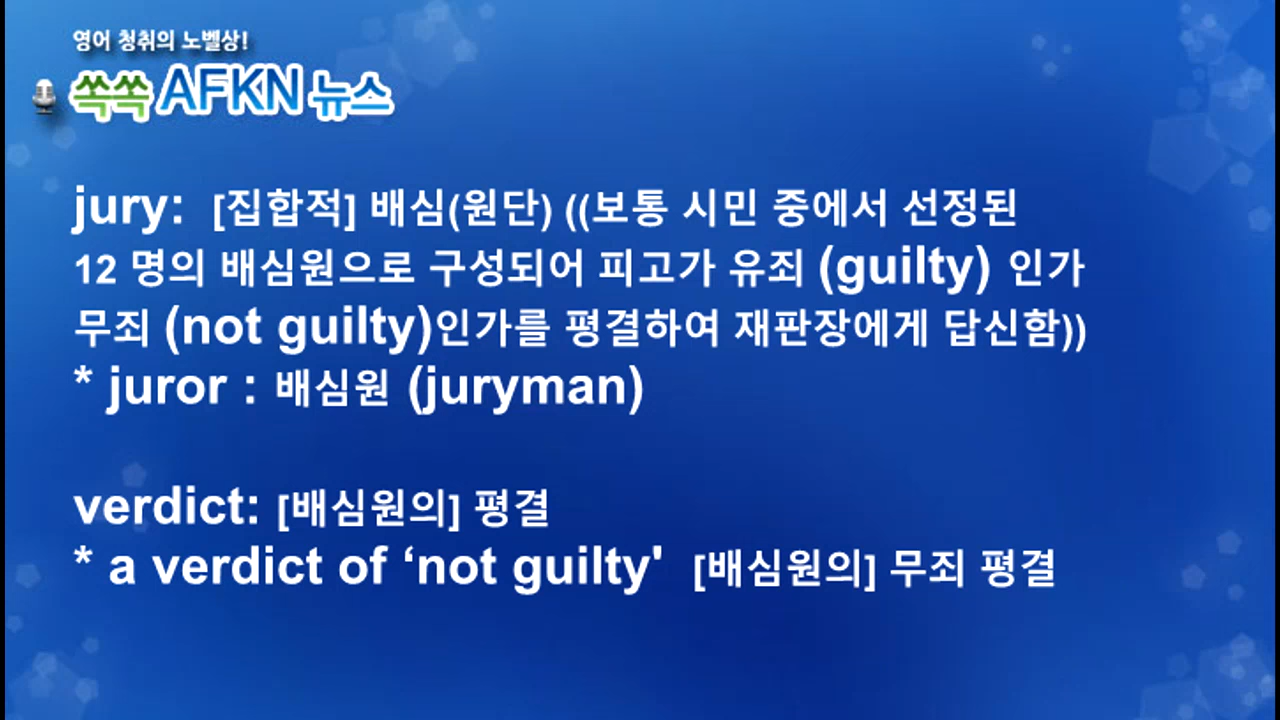 영어 청취의 노벨상!
쏙쏙 AFKN 뉴스
jury: [집합적] 배심(원단) ((보통 시민 중에서 선정된
12 명의 배심원으로 구성되어 피고가 유죄 (guilty) 인가
무죄 (not guilty)인가를 평결하여 재판장에게 답신함))
* juror : 배심원 (juryman)
verdict: [배심원의] 평결
* a verdict of ‘not guilty' [배심원의] 무죄 평결